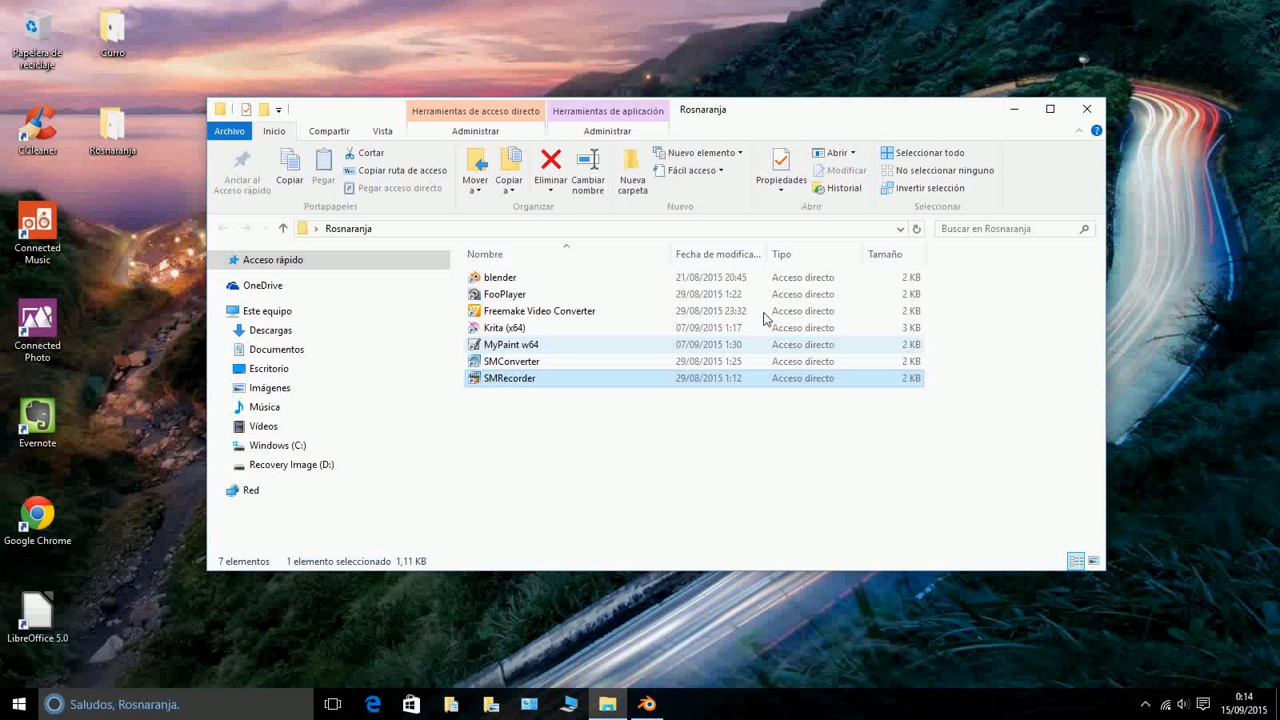 Papelera de
reciclaje
Curro
CCleaner
Rosnaranja
Connected
Music
Connected
Photo
Evernote
Google Chrome
LibreOffice 5.0
Herramientas de acceso directo
Herramientas de aplicación
Rosnaranja
Archivo
Inicio
Compartir
Vista
Administrar
Administrar
Anclar al
Acceso rápido
Copiar
Pegar
Cortar
Copiar ruta de acceso
Pegar acceso directo
Portapapeles
Mover
a
Copiar
a
Eliminar
Cambiar
nombre
Organizar
Nueva
carpeta
Nuevo elemento
Fácil acceso
Nuevo
Propiedades
Abrir
Modificar
Historial
Abrir
Seleccionar todo
No seleccionar ninguno
Invertir selección
Seleccionar
Rosnaranja
Buscar en Rosnaranja
Acceso rápido
OneDrive
Este equipo
Descargas
Documentos
Escritorio
Imágenes
Música
Vídeos
Windows (C:)
Recovery Image (D:)
Red
Nombre Fecha de modifica... Tipo Tamaño
blender 21/08/2015 20:45 Acceso directo 2 KB
FooPlayer 29/08/2015 1:22 Acceso directo 2 KB
Freemake Video Converter 29/08/2015 23:32 Acceso directo 2 KB
Krita (x64) 07/09/2015 1:17 Acceso directo 3 KB
MyPaint w64 07/09/2015 1:30 Acceso directo 2 KB
SMConverter 29/08/2015 1:25 Acceso directo 2 KB
SMRecorder 29/08/2015 1:12 Acceso directo 2 KB
7 elementos 1 elemento seleccionado 1,11 KB
Saludos, Rosnaranja.
0:14
15/09/2015